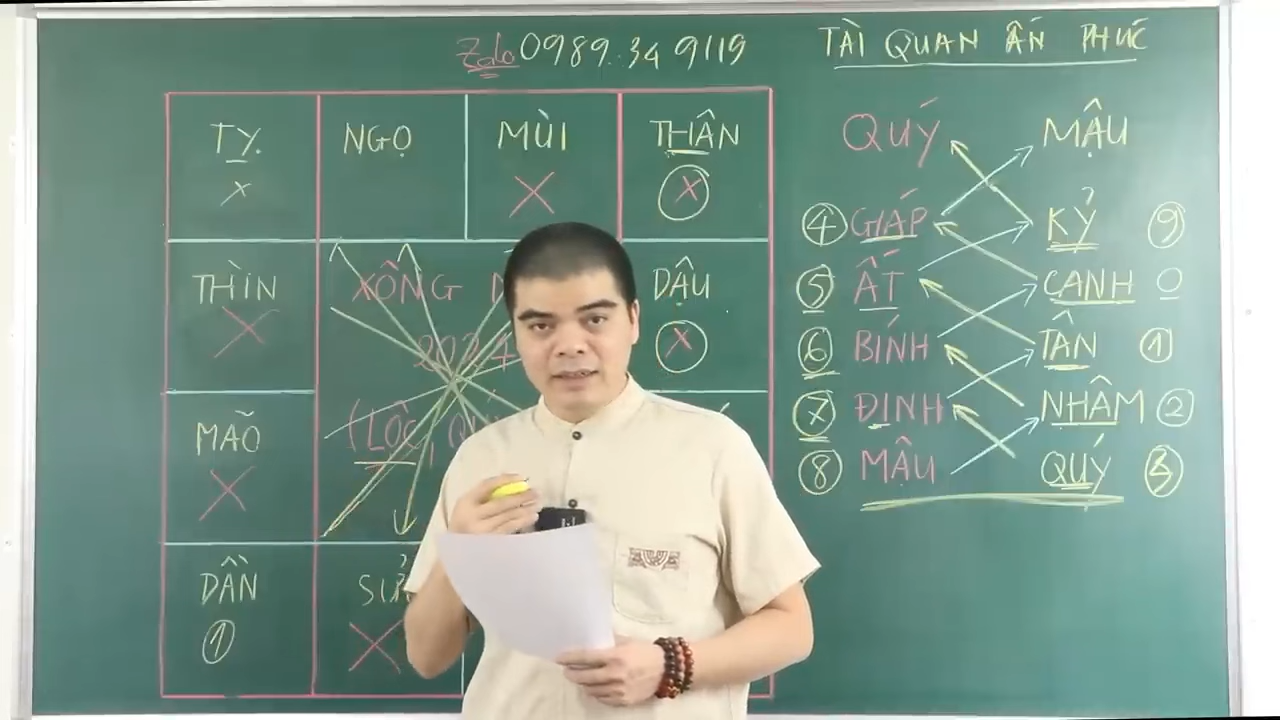 Zalo 0989.349119
TÀI QUAN ẤN PHÚC
TỴ NGỌ MÙI THÂN
THÌN DẬU
MÃO
DẦN SỬU
XÔNG
2024
(LỘC
QUÝ MẬU
④ GIÁP KỶ ⑨
⑤ ẤT CANH 0
⑥ BÍNH TÂN ①
⑦ ĐINH NHÂM ②
⑧ MẬU QUÝ ③
①